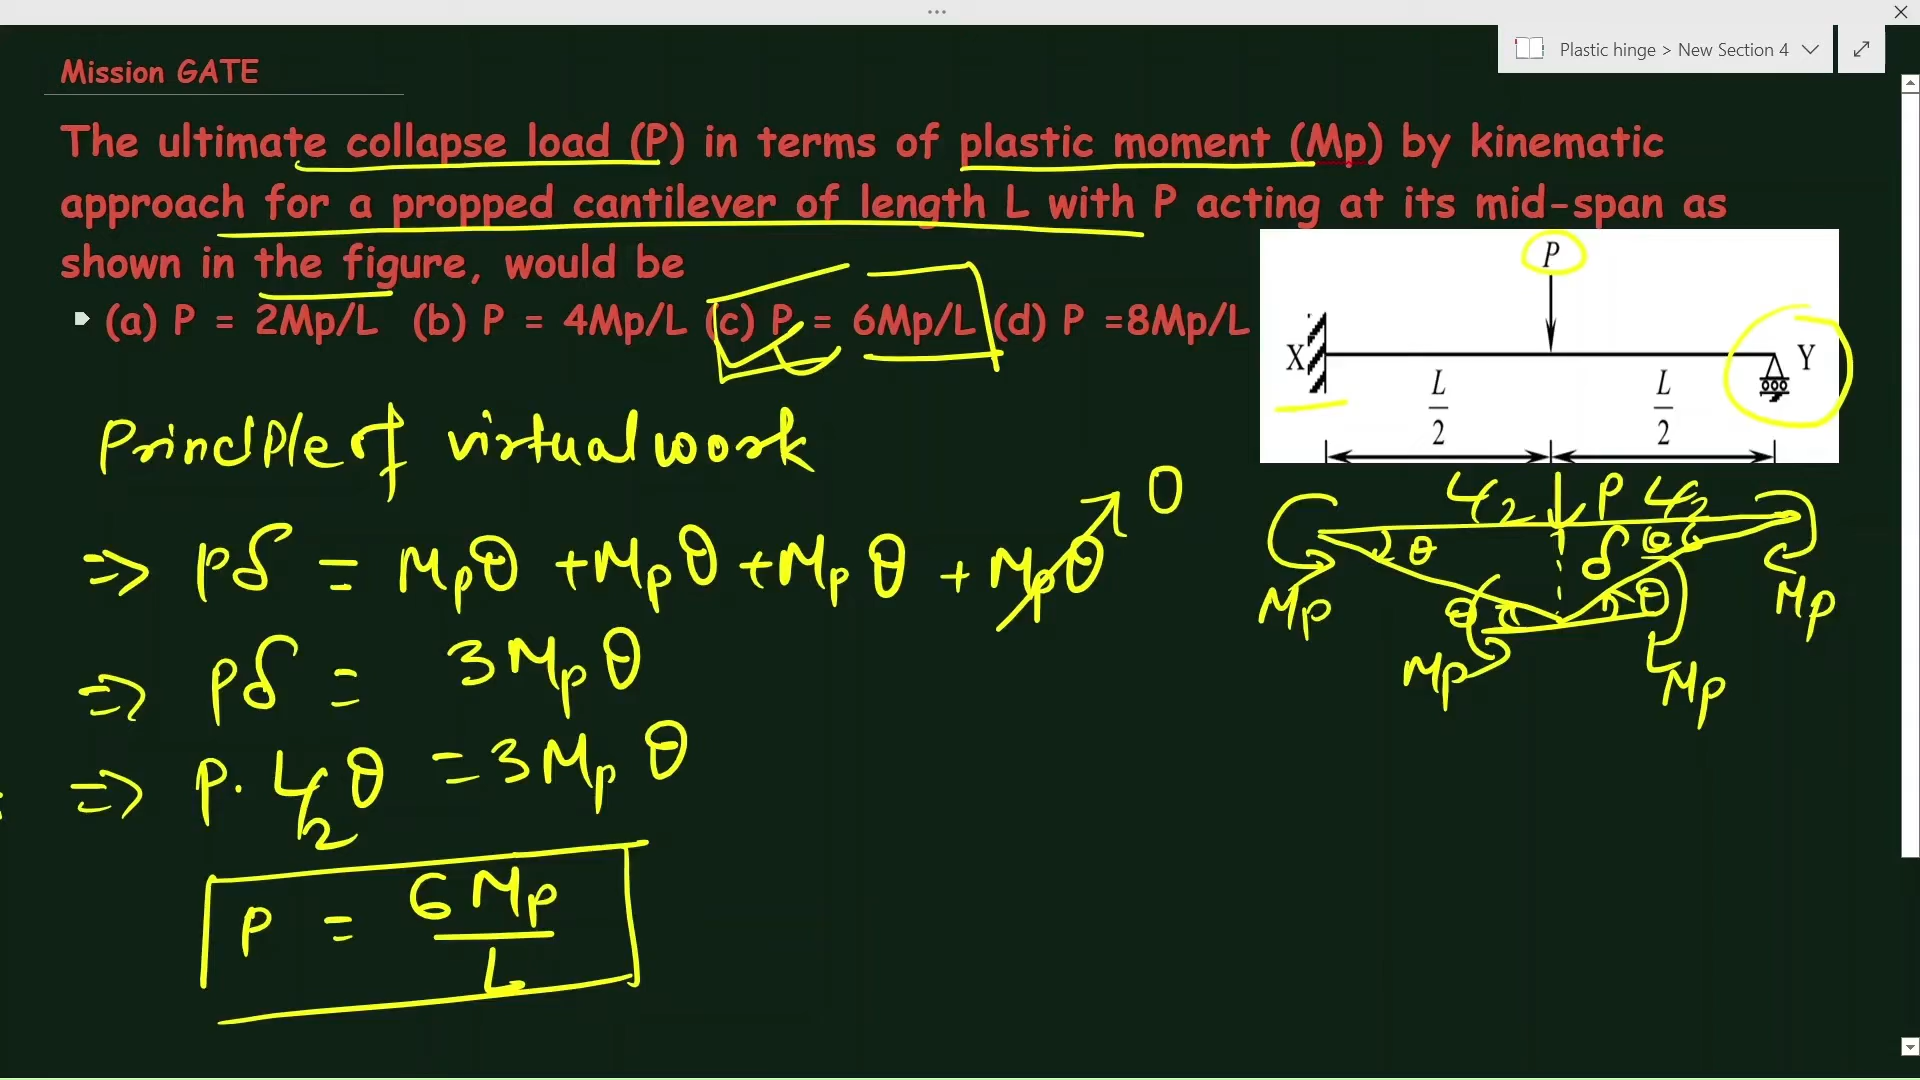 Plastic hinge > New Section 4
Mission GATE
The ultimate collapse load (P) in terms of plastic moment (Mp) by kinematic
approach for a propped cantilever of length L with P acting at its mid-span as
shown in the figure, would be
(a) P = 2Mp/L (b) P = 4Mp/L (c) P = 6Mp/L (d) P =8Mp/L
P
X
Y
L/2
L/2
Principle of virtual work
⇒ Pδ = Mpθ + Mpθ + Mpθ + Mpθ 0
⇒ Pδ = 3Mpθ
⇒ P. L/2 θ = 3Mpθ
P = 6Mp/L
L/2 P L/2
θ δ θ
Mp θ θ Mp
Mp Mp